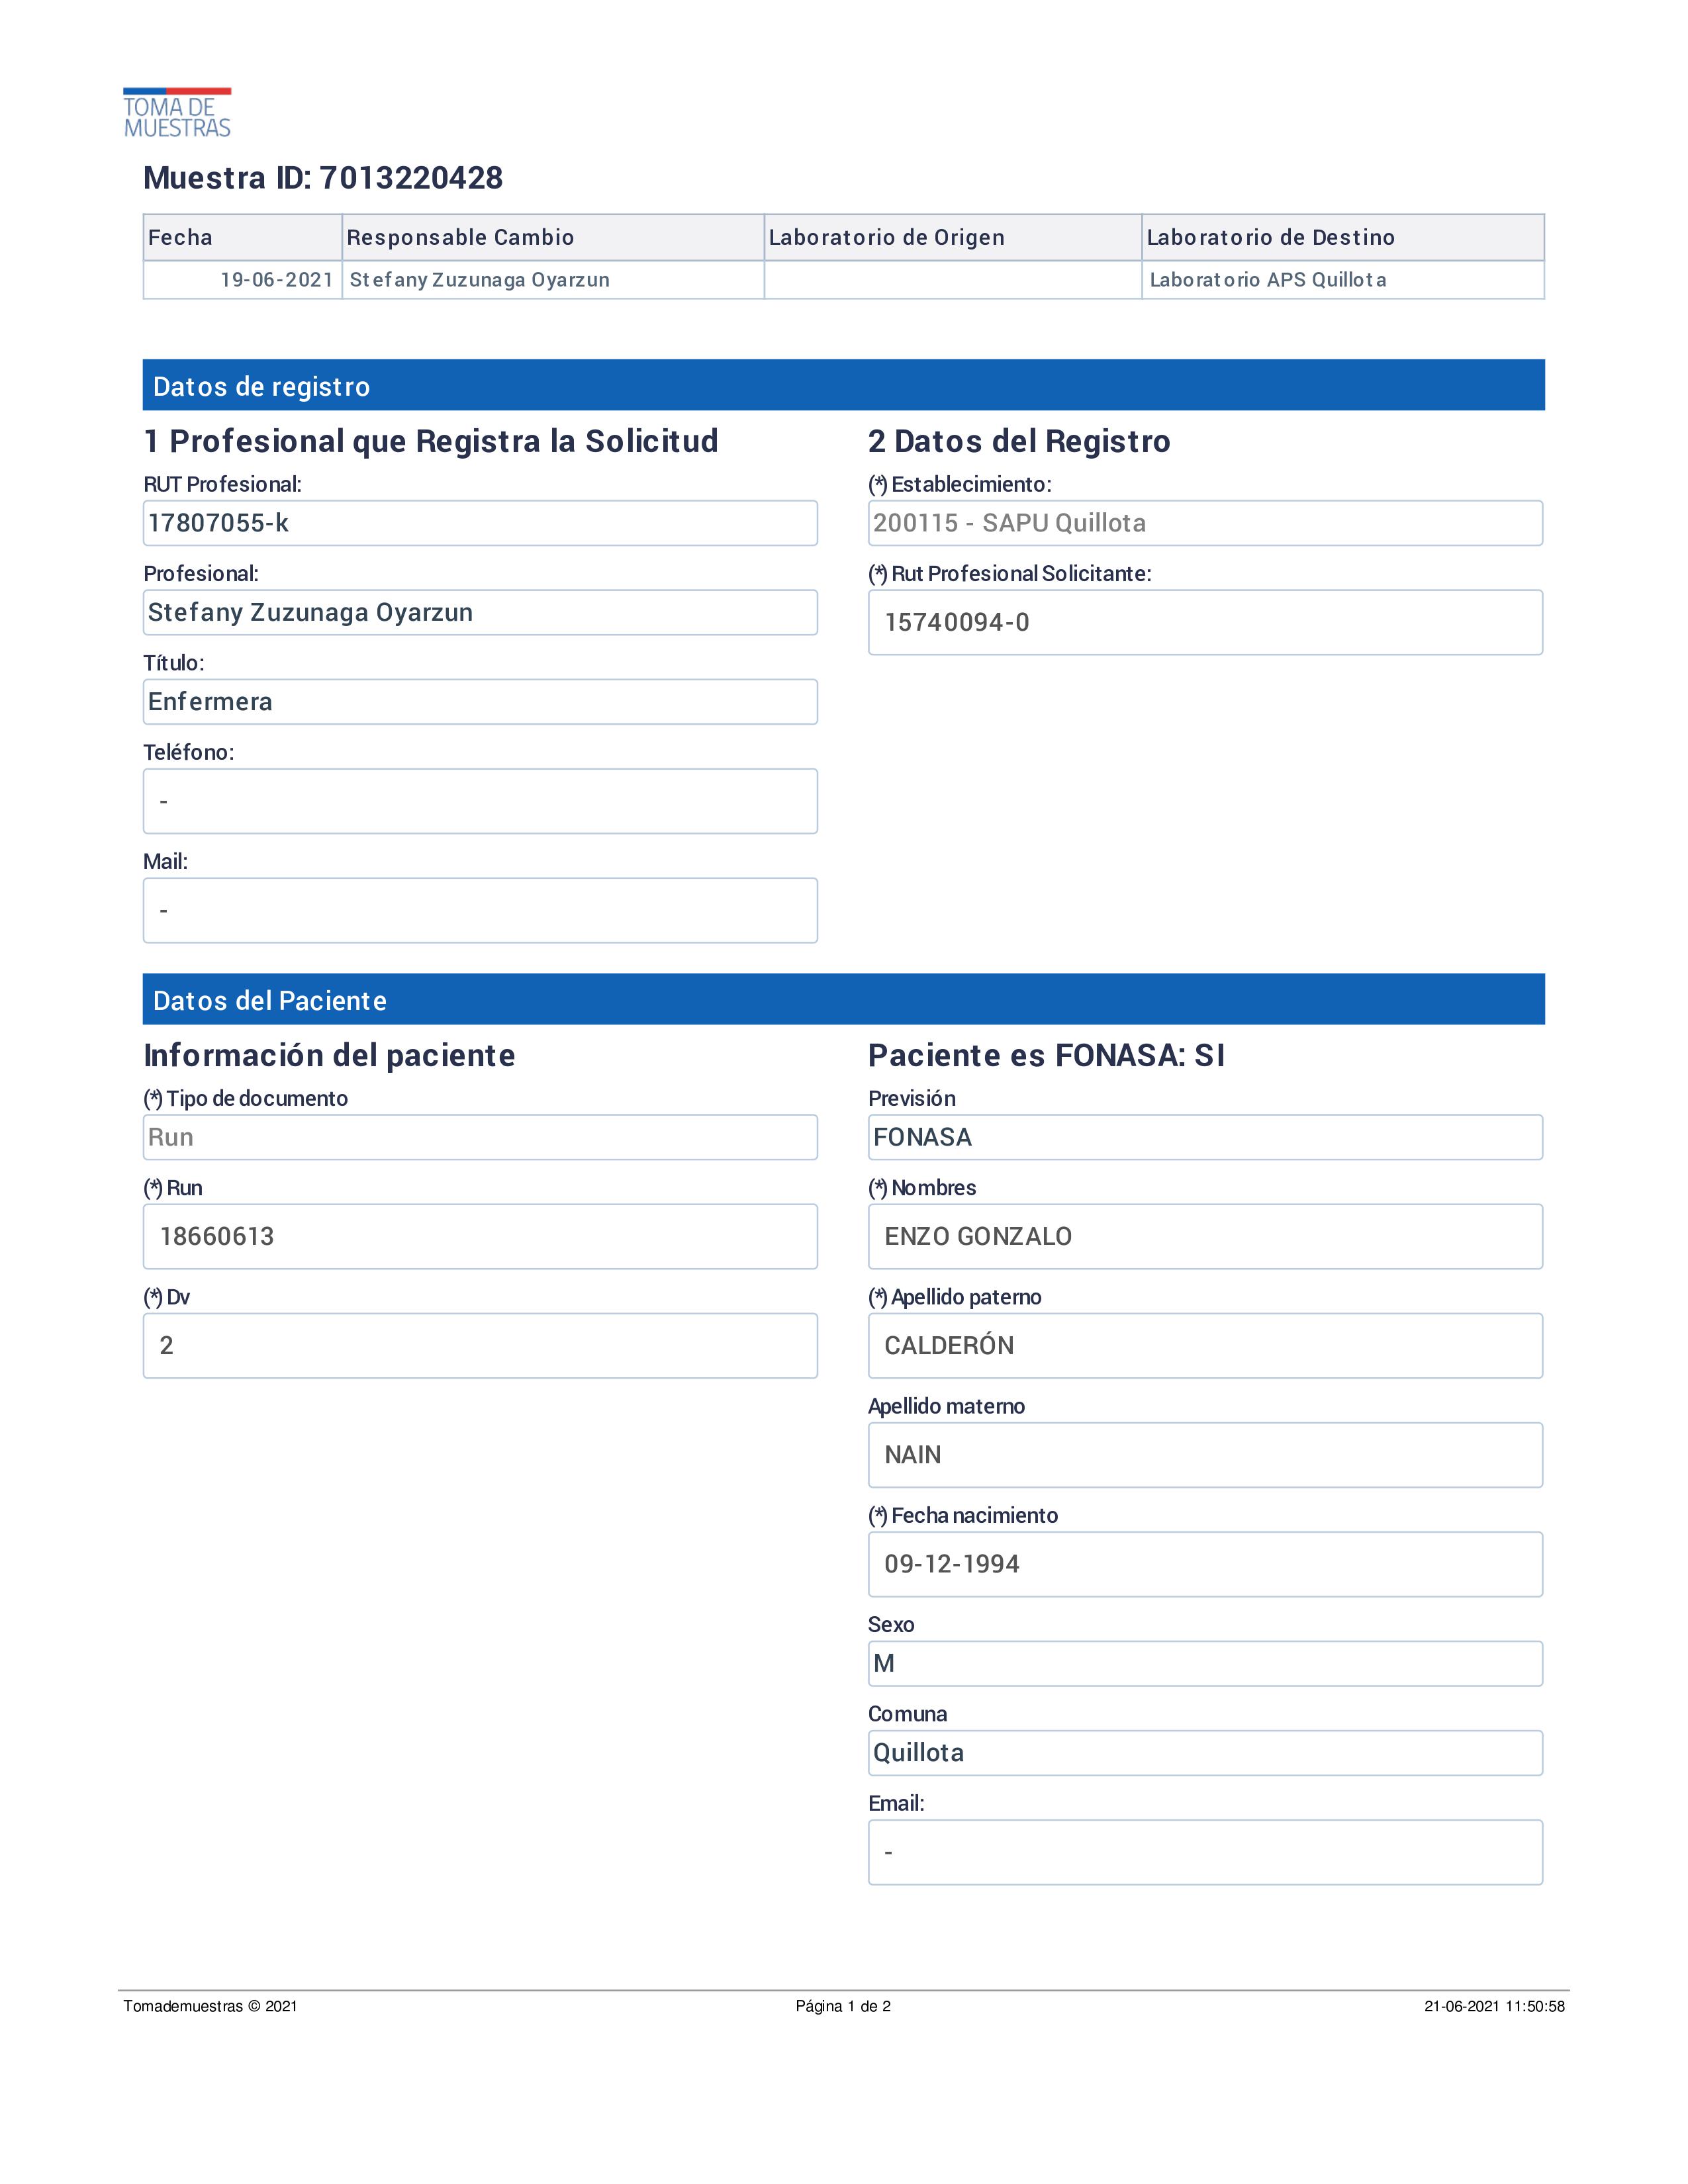 TOMA DE
MUESTRAS
Muestra ID: 7013220428
Fecha Responsable Cambio Laboratorio de Origen Laboratorio de Destino
19-06-2021 Stefany Zuzunaga Oyarzun Laboratorio APS Quillota
Datos de registro
1 Profesional que Registra la Solicitud
RUT Profesional:
17807055-k
Profesional:
Stefany Zuzunaga Oyarzun
Título:
Enfermera
Teléfono:
-
Mail:
-
2 Datos del Registro
(*) Establecimiento:
200115 - SAPU Quillota
(*) Rut Profesional Solicitante:
15740094-0
Datos del Paciente
Información del paciente
(*) Tipo de documento
Run
(*) Run
18660613
(*) Dv
2
Paciente es FONASA: SI
Previsión
FONASA
(*) Nombres
ENZO GONZALO
(*) Apellido paterno
CALDERÓN
Apellido materno
NAIN
(*) Fecha nacimiento
09-12-1994
Sexo
M
Comuna
Quillota
Email:
-
Tomademuestras © 2021 Página 1 de 2 21-06-2021 11:50:58